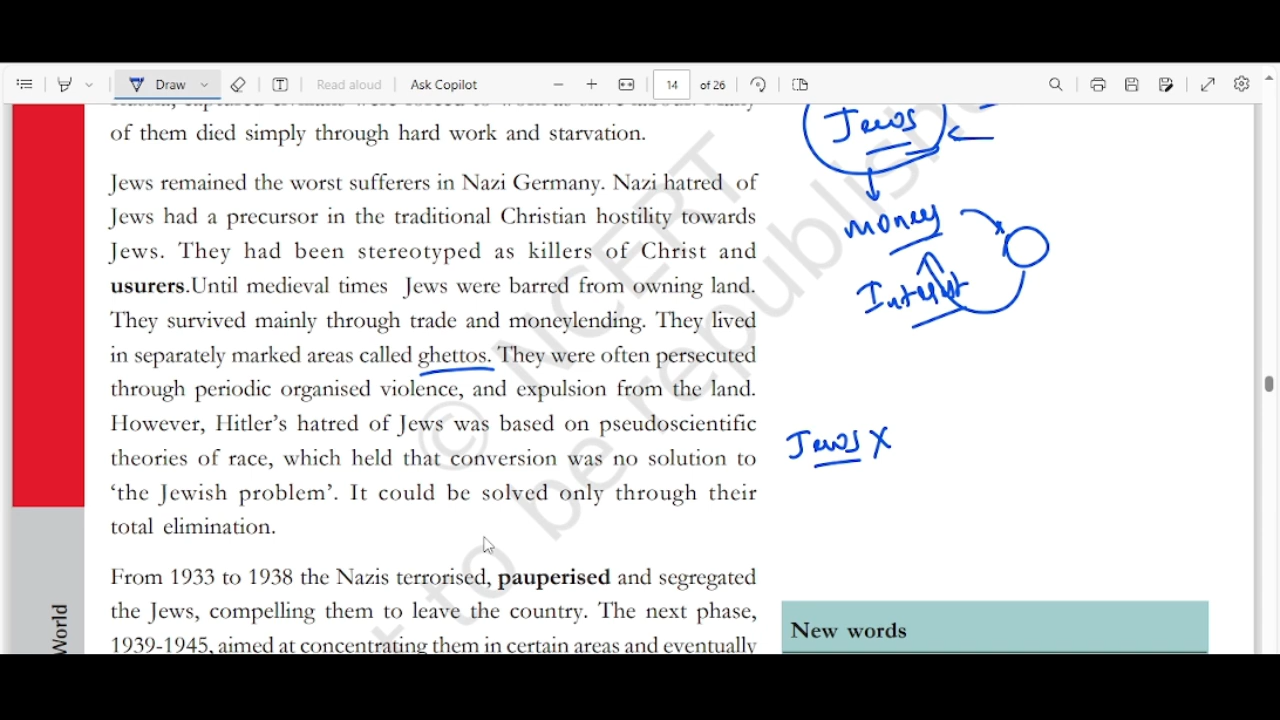 Draw
Read aloud
Ask Copilot
14
of 26
of them died simply through hard work and starvation.
Jews remained the worst sufferers in Nazi Germany. Nazi hatred of
Jews had a precursor in the traditional Christian hostility towards
Jews. They had been stereotyped as killers of Christ and
usurers.Until medieval times Jews were barred from owning land.
They survived mainly through trade and moneylending. They lived
in separately marked areas called ghettos. They were often persecuted
through periodic organised violence, and expulsion from the land.
However, Hitler's hatred of Jews was based on pseudoscientific
theories of race, which held that conversion was no solution to
‘the Jewish problem’. It could be solved only through their
total elimination.
From 1933 to 1938 the Nazis terrorised, pauperised and segregated
the Jews, compelling them to leave the country. The next phase,
1939-1945, aimed at concentrating them in certain areas and eventually
Jews
money
Interest
Jews X
New words
World
© NCERT
to be republished